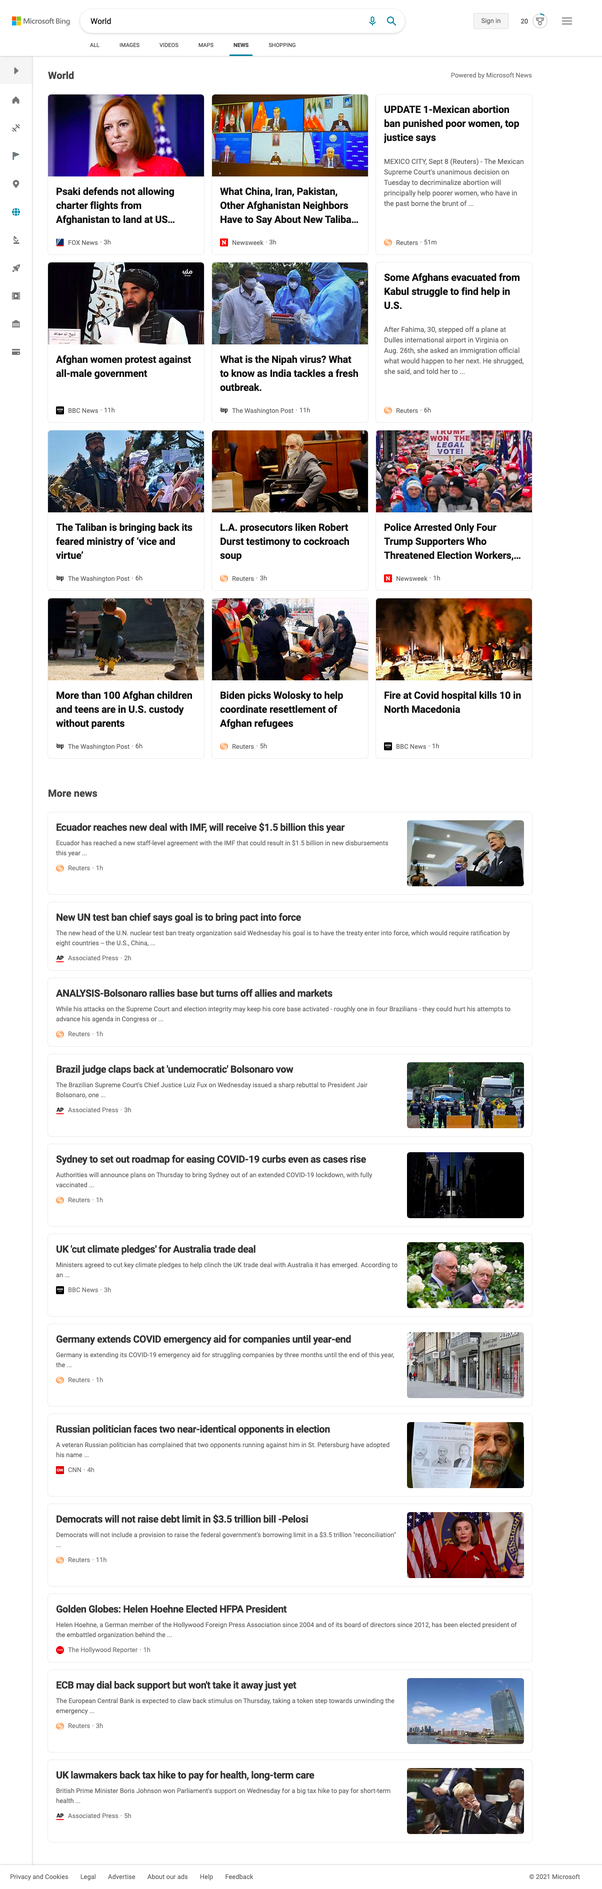 Microsoft Bing
World
Sign in
20
ALL
IMAGES
VIDEOS
MAPS
NEWS
SHOPPING
World
Powered by Microsoft News
Psaki defends not allowing
charter flights from
Afghanistan to land at US...
FOX News · 3h
What China, Iran, Pakistan,
Other Afghanistan Neighbors
Have to Say About New Taliba...
Newsweek · 3h
UPDATE 1-Mexican abortion
ban punished poor women, top
justice says
MEXICO CITY, Sept 8 (Reuters) - The Mexican
Supreme Court's unanimous decision on
Tuesday to decriminalize abortion will
principally help poorer women, who have in
the past borne the brunt of ...
Reuters · 51m
Afghan women protest against
all-male government
BBC News · 11h
What is the Nipah virus? What
to know as India tackles a fresh
outbreak.
The Washington Post · 11h
Some Afghans evacuated from
Kabul struggle to find help in
U.S.
After Fahima, 30, stepped off a plane at
Dulles international airport in Virginia on
Aug. 26th, she asked an immigration official
what would happen to her next. He shrugged,
she said, and told her to ...
Reuters · 6h
The Taliban is bringing back its
feared ministry of 'vice and
virtue'
The Washington Post · 6h
L.A. prosecutors liken Robert
Durst testimony to cockroach
soup
Reuters · 3h
TRUMP
WON THE
LEGAL
VOTE!
Police Arrested Only Four
Trump Supporters Who
Threatened Election Workers,...
Newsweek · 1h
More than 100 Afghan children
and teens are in U.S. custody
without parents
The Washington Post · 6h
Biden picks Wolosky to help
coordinate resettlement of
Afghan refugees
Reuters · 5h
Fire at Covid hospital kills 10 in
North Macedonia
BBC News · 1h
More news
Ecuador reaches new deal with IMF, will receive $1.5 billion this year
Ecuador has reached a new staff-level agreement with the IMF that could result in $1.5 billion in new disbursements
this year ...
Reuters · 1h
New UN test ban chief says goal is to bring pact into force
The new head of the U.N. nuclear test ban treaty organization said Wednesday his goal is to have the treaty enter into force, which would require ratification by
eight countries – the U.S., China, ...
AP Associated Press · 2h
ANALYSIS-Bolsonaro rallies base but turns off allies and markets
While his attacks on the Supreme Court and election integrity may keep his core base activated - roughly one in four Brazilians - they could hurt his attempts to
advance his agenda in Congress or ...
Reuters · 1h
Brazil judge claps back at 'undemocratic' Bolsonaro vow
The Brazilian Supreme Court's Chief Justice Luiz Fux on Wednesday issued a sharp rebuttal to President Jair
Bolsonaro, one ...
AP Associated Press · 3h
Sydney to set out roadmap for easing COVID-19 curbs even as cases rise
Authorities will announce plans on Thursday to bring Sydney out of an extended COVID-19 lockdown, with fully
vaccinated ...
Reuters · 1h
UK 'cut climate pledges' for Australia trade deal
Ministers agreed to cut key climate pledges to help clinch the UK trade deal with Australia it has emerged. According to
an ...
BBC News · 3h
Germany extends COVID emergency aid for companies until year-end
Germany is extending its COVID-19 emergency aid for struggling companies by three months until the end of this year,
the ...
Reuters · 1h
Russian politician faces two near-identical opponents in election
A veteran Russian politician has complained that two opponents running against him in St. Petersburg have adopted
his name ...
CNN · 4h
Democrats will not raise debt limit in $3.5 trillion bill -Pelosi
Democrats will not include a provision to raise the federal government's borrowing limit in a $3.5 trillion "reconciliation"
...
Reuters · 11h
Golden Globes: Helen Hoehne Elected HFPA President
Helen Hoehne, a German member of the Hollywood Foreign Press Association since 2004 and of its board of directors since 2012, has been elected president of
the embattled organization behind the ...
The Hollywood Reporter · 1h
ECB may dial back support but won't take it away just yet
The European Central Bank is expected to claw back stimulus on Thursday, taking a token step towards unwinding the
emergency ...
Reuters · 3h
UK lawmakers back tax hike to pay for health, long-term care
British Prime Minister Boris Johnson won Parliament's support on Wednesday for a big tax hike to pay for short-term
health ...
AP Associated Press · 5h
Privacy and Cookies
Legal
Advertise
About our ads
Help
Feedback
© 2021 Microsoft